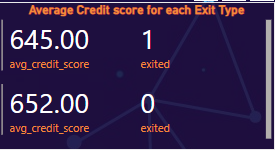 Average Credit score for each Exit Type
645.00 1
avg_credit_score exited
652.00 0
avg_credit_score exited